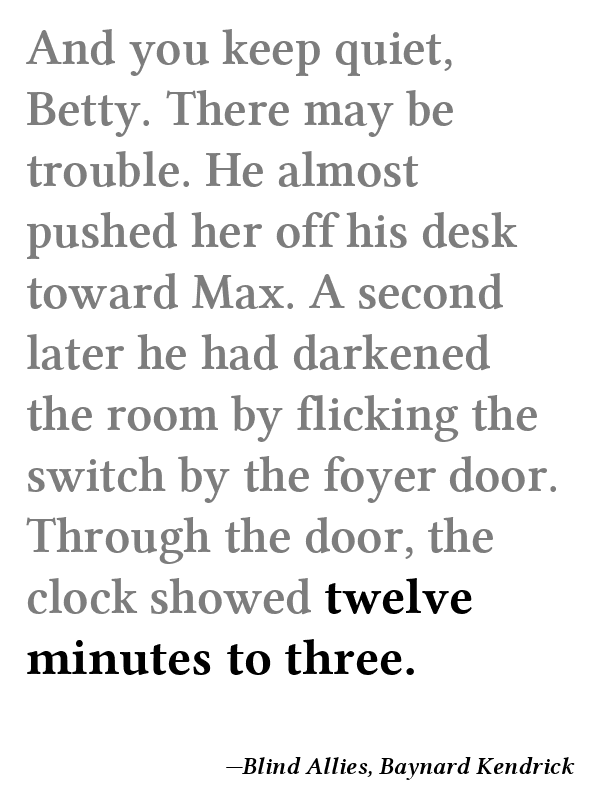 And you keep quiet,
Betty. There may be
trouble. He almost
pushed her off his desk
toward Max. A second
later he had darkened
the room by flicking the
switch by the foyer door.
Through the door, the
clock showed twelve
minutes to three.
—Blind Allies, Baynard Kendrick